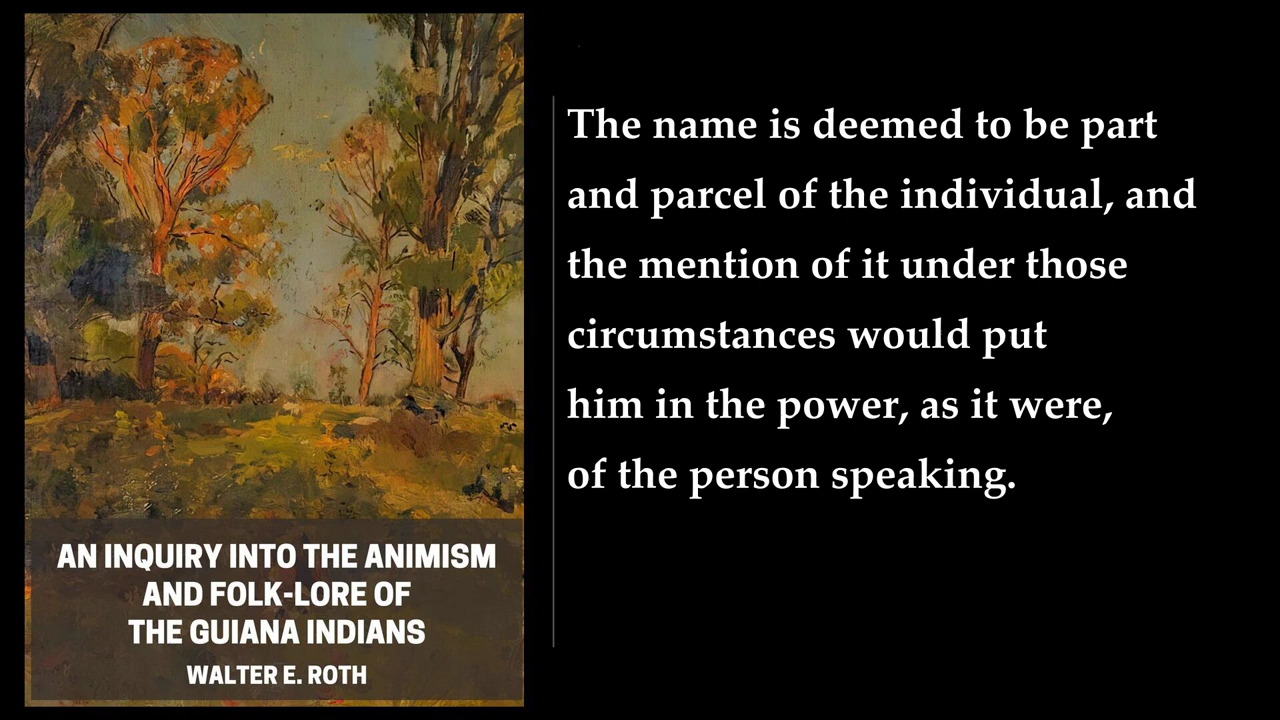 The name is deemed to be part
and parcel of the individual, and
the mention of it under those
circumstances would put
him in the power, as it were,
of the person speaking.
AN INQUIRY INTO THE ANIMISM
AND FOLK-LORE OF
THE GUIANA INDIANS
WALTER E. ROTH